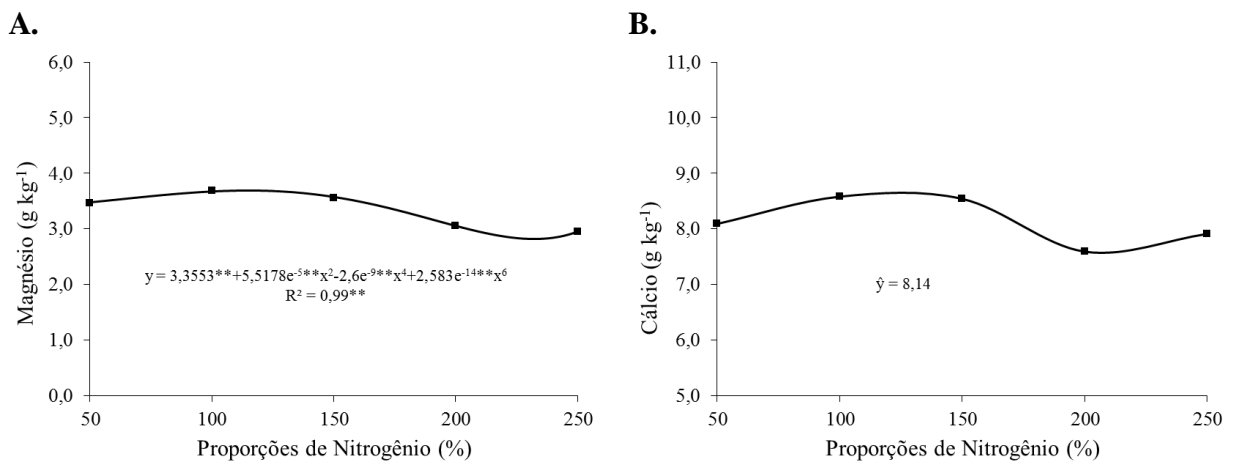 A.
6,0
5,0
4,0
3,0
2,0
1,0
0,0
Magnésio (g kg⁻¹)
y = 3,3553**+5,5178e⁻⁵**x²-2,6e⁻⁹**x⁴+2,583e⁻¹⁴**x⁶
R² = 0,99**
50 100 150 200 250
Proporções de Nitrogênio (%)
B.
11,0
10,0
9,0
8,0
7,0
6,0
5,0
Cálcio (g kg⁻¹)
ŷ = 8,14
50 100 150 200 250
Proporções de Nitrogênio (%)